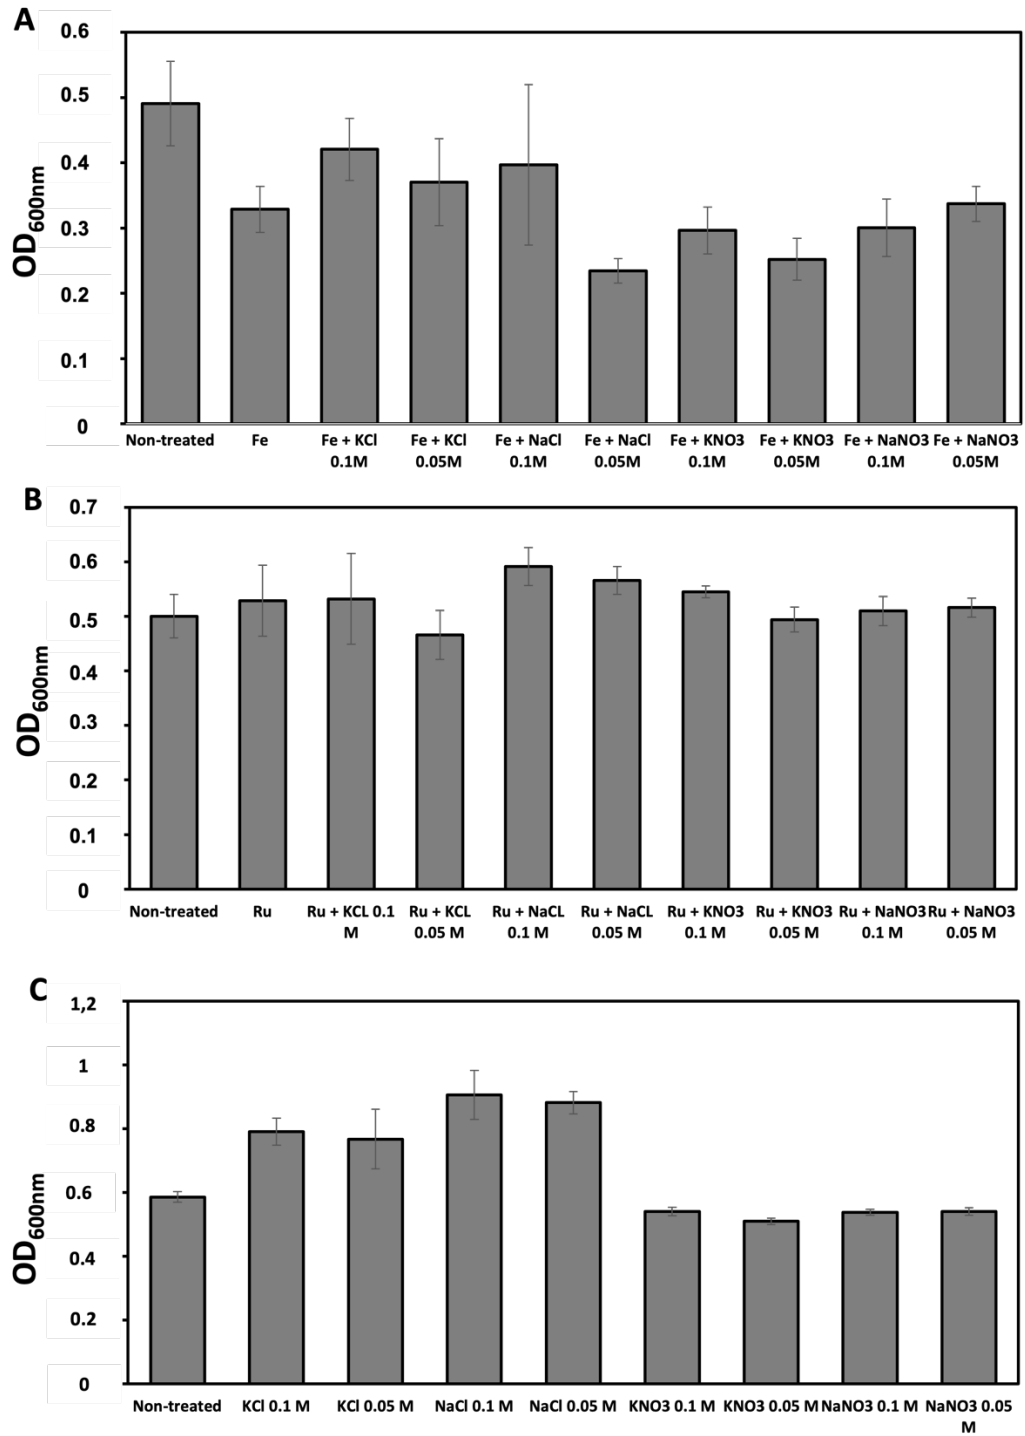 A
0.6
0.5
0.4
0.3
0.2
0.1
0
OD600nm
Non-treated Fe Fe + KCl Fe + KCl Fe + NaCl Fe + NaCl Fe + KNO3 Fe + KNO3 Fe + NaNO3 Fe + NaNO3
0.1M 0.05M 0.1M 0.05M 0.1M 0.05M 0.1M 0.05M
B
0.7
0.6
0.5
0.4
0.3
0.2
0.1
0
OD600nm
Non-treated Ru Ru + KCL 0.1 Ru + KCL Ru + NaCL Ru + NaCL Ru + KNO3 Ru + KNO3 Ru + NaNO3 Ru + NaNO3
M 0.05 M 0.1 M 0.05 M 0.1 M 0.05 M 0.1 M 0.05 M
C
1,2
1
0.8
0.6
0.4
0.2
0
OD600nm
Non-treated KCl 0.1 M KCl 0.05 M NaCl 0.1 M NaCl 0.05 M KNO3 0.1 M KNO3 0.05 M NaNO3 0.1 M NaNO3 0.05
M